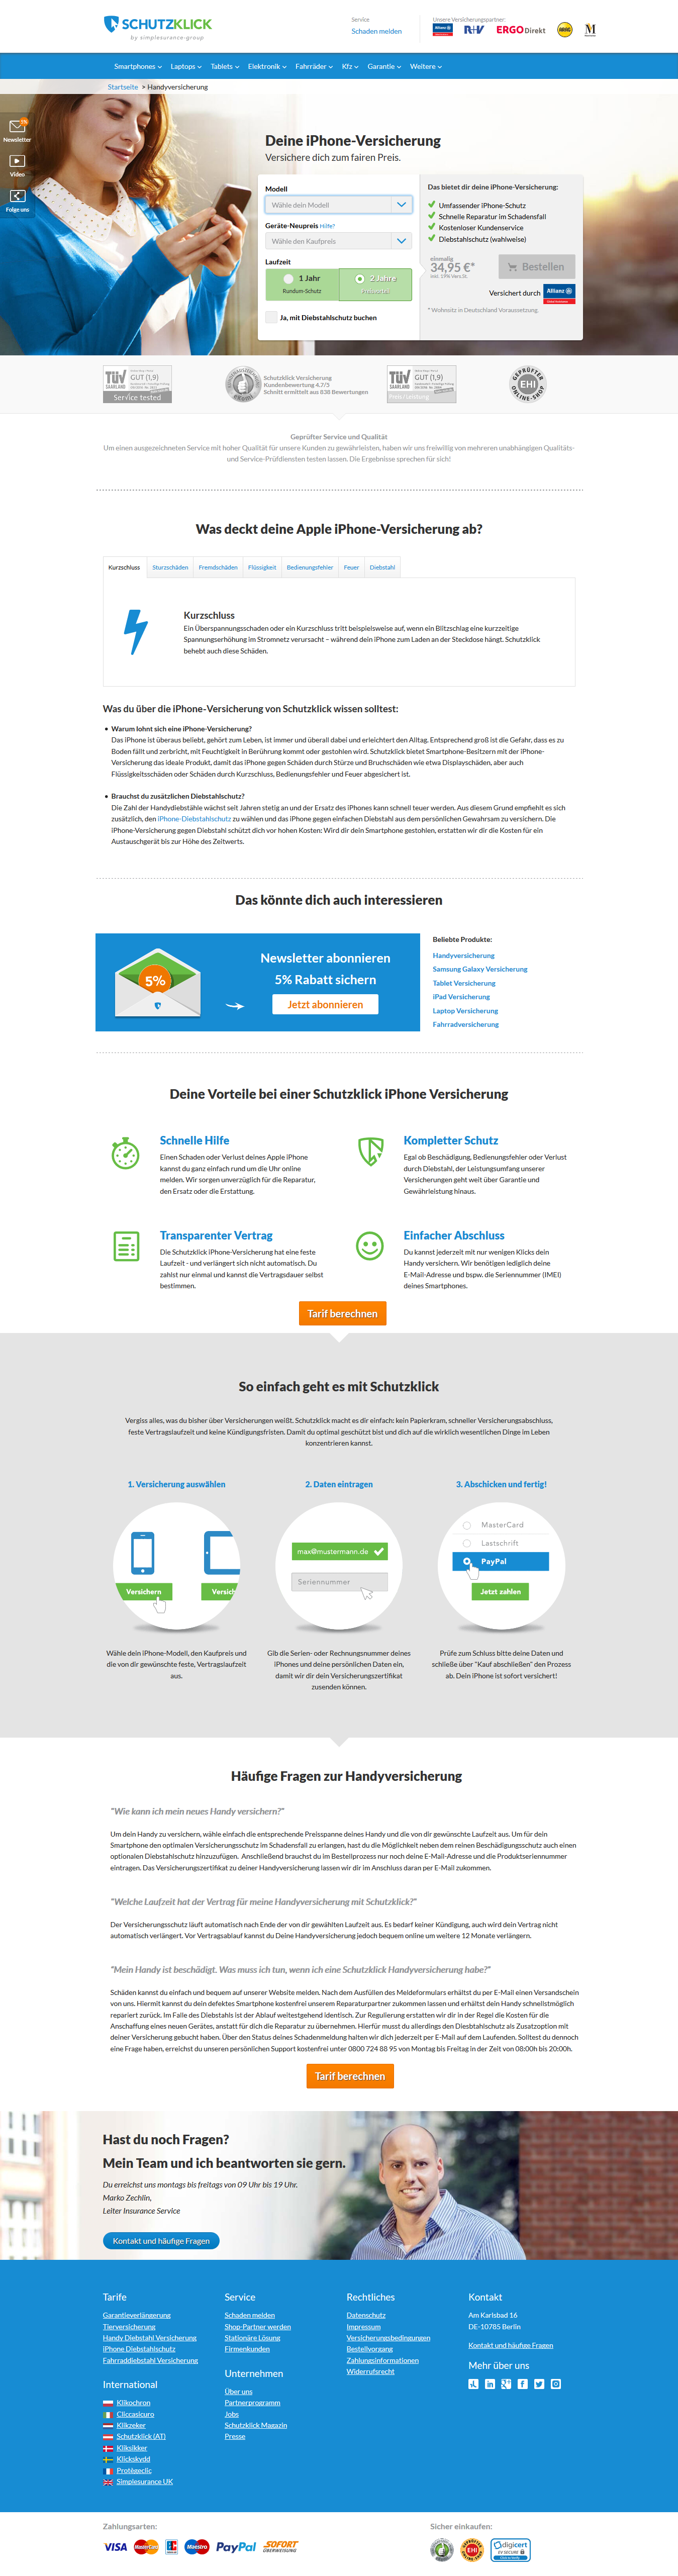 SCHUTZKLICK
by simplesurance-group
Service
Schaden melden
Unsere Versicherungspartner:
Allianz
R+V
ERGO Direkt
ARAG
M
Smartphones
Laptops
Tablets
Elektronik
Fahrräder
Kfz
Garantie
Weitere
Startseite > Handyversicherung
5%
Newsletter
Video
Folge uns
Deine iPhone-Versicherung
Versichere dich zum fairen Preis.
Modell
Wähle dein Modell
Geräte-Neupreis Hilfe?
Wähle den Kaufpreis
Laufzeit
1 Jahr
Rundum-Schutz
2 Jahre
Ja, mit Diebstahlschutz buchen
Das bietet dir deine iPhone-Versicherung:
Umfassender iPhone-Schutz
Schnelle Reparatur im Schadensfall
Kostenloser Kundenservice
Diebstahlschutz (wahlweise)
einmalig
34,95 €*
inkl. 19% Vers.St.
Bestellen
Versichert durch
Allianz
* Wohnsitz in Deutschland Voraussetzung.
TÜV
SAARLAND
GUT (1,9)
Service tested
Schutzklick Versicherung
Kundenbewertung 4.7/5
Schnitt ermittelt aus 838 Bewertungen
TÜV
SAARLAND
GUT (1,9)
Preis / Leistung
GEPRÜFTER
EHI
ONLINE-SHOP
Geprüfter Service und Qualität
Um einen ausgezeichneten Service mit hoher Qualität für unsere Kunden zu gewährleisten, haben wir uns freiwillig von mehreren unabhängigen Qualitäts-
und Service-Prüfdiensten testen lassen. Die Ergebnisse sprechen für sich!
Was deckt deine Apple iPhone-Versicherung ab?
Kurzschluss
Sturzschäden
Fremdschäden
Flüssigkeit
Bedienungsfehler
Feuer
Diebstahl
Kurzschluss
Ein Überspannungsschaden oder ein Kurzschluss tritt beispielsweise auf, wenn ein Blitzschlag eine kurzzeitige
Spannungserhöhung im Stromnetz verursacht – während dein iPhone zum Laden an der Steckdose hängt. Schutzklick
behebt auch diese Schäden.
Was du über die iPhone-Versicherung von Schutzklick wissen solltest:
• Warum lohnt sich eine iPhone-Versicherung?
Das iPhone ist überaus beliebt, gehört zum Leben, ist immer und überall dabei und erleichtert den Alltag. Entsprechend groß ist die Gefahr, dass es zu
Boden fällt und zerbricht, mit Feuchtigkeit in Berührung kommt oder gestohlen wird. Schutzklick bietet Smartphone-Besitzern mit der iPhone-
Versicherung das ideale Produkt, damit das iPhone gegen Schäden durch Stürze und Bruchschäden wie etwa Displayschäden, aber auch
Flüssigkeitsschäden oder Schäden durch Kurzschluss, Bedienungsfehler und Feuer abgesichert ist.
• Brauchst du zusätzlichen Diebstahlschutz?
Die Zahl der Handydiebstähle wächst seit Jahren stetig an und der Ersatz des iPhones kann schnell teuer werden. Aus diesem Grund empfiehlt es sich
zusätzlich, den iPhone-Diebstahlschutz zu wählen und das iPhone gegen einfachen Diebstahl aus dem persönlichen Gewahrsam zu versichern. Die
iPhone-Versicherung gegen Diebstahl schützt dich vor hohen Kosten: Wird dir dein Smartphone gestohlen, erstatten wir dir die Kosten für ein
Austauschgerät bis zur Höhe des Zeitwerts.
Das könnte dich auch interessieren
5%
Newsletter abonnieren
5% Rabatt sichern
Jetzt abonnieren
Beliebte Produkte:
Handyversicherung
Samsung Galaxy Versicherung
Tablet Versicherung
iPad Versicherung
Laptop Versicherung
Fahrradversicherung
Deine Vorteile bei einer Schutzklick iPhone Versicherung
Schnelle Hilfe
Einen Schaden oder Verlust deines Apple iPhone
kannst du ganz einfach rund um die Uhr online
melden. Wir sorgen unverzüglich für die Reparatur,
den Ersatz oder die Erstattung.
Kompletter Schutz
Egal ob Beschädigung, Bedienungsfehler oder Verlust
durch Diebstahl, der Leistungsumfang unserer
Versicherungen geht weit über Garantie und
Gewährleistung hinaus.
Transparenter Vertrag
Die Schutzklick iPhone-Versicherung hat eine feste
Laufzeit - und verlängert sich nicht automatisch. Du
zahlst nur einmal und kannst die Vertragsdauer selbst
bestimmen.
Einfacher Abschluss
Du kannst jederzeit mit nur wenigen Klicks dein
Handy versichern. Wir benötigen lediglich deine
E-Mail-Adresse und bspw. die Seriennummer (IMEI)
deines Smartphones.
Tarif berechnen
So einfach geht es mit Schutzklick
Vergiss alles, was du bisher über Versicherungen weißt. Schutzklick macht es dir einfach: kein Papierkram, schneller Versicherungsabschluss,
feste Vertragslaufzeit und keine Kündigungsfristen. Damit du optimal geschützt bist und dich auf die wirklich wesentlichen Dinge im Leben
konzentrieren kannst.
1. Versicherung auswählen
2. Daten eintragen
3. Abschicken und fertig!
Versichern
Versich
max@mustermann.de
Seriennummer
MasterCard
Lastschrift
PayPal
Jetzt zahlen
Wähle dein iPhone-Modell, den Kaufpreis und
die von dir gewünschte feste, Vertragslaufzeit
aus.
Gib die Serien- oder Rechnungsnummer deines
iPhones und deine persönlichen Daten ein,
damit wir dir dein Versicherungszertifikat
zusenden können.
Prüfe zum Schluss bitte deine Daten und
schließe über "Kauf abschließen" den Prozess
ab. Dein iPhone ist sofort versichert!
Häufige Fragen zur Handyversicherung
"Wie kann ich mein neues Handy versichern?"
Um dein Handy zu versichern, wähle einfach die entsprechende Preisspanne deines Handy und die von dir gewünschte Laufzeit aus. Um für dein
Smartphone den optimalen Versicherungsschutz im Schadensfall zu erlangen, hast du die Möglichkeit neben dem reinen Beschädigungsschutz auch einen
optionalen Diebstahlschutz hinzuzufügen. Anschließend brauchst du im Bestellprozess nur noch deine E-Mail-Adresse und die Produktseriennummer
eintragen. Das Versicherungszertifikat zu deiner Handyversicherung lassen wir dir im Anschluss daran per E-Mail zukommen.
"Welche Laufzeit hat der Vertrag für meine Handyversicherung mit Schutzklick?"
Der Versicherungsschutz läuft automatisch nach Ende der von dir gewählten Laufzeit aus. Es bedarf keiner Kündigung, auch wird dein Vertrag nicht
automatisch verlängert. Vor Vertragsablauf kannst du Deine Handyversicherung jedoch bequem online um weitere 12 Monate verlängern.
"Mein Handy ist beschädigt. Was muss ich tun, wenn ich eine Schutzklick Handyversicherung habe?"
Schäden kannst du einfach und bequem auf unserer Website melden. Nach dem Ausfüllen des Meldeformulars erhältst du per E-Mail einen Versandschein
von uns. Hiermit kannst du dein defektes Smartphone kostenfrei unserem Reparaturpartner zukommen lassen und erhältst dein Handy schnellstmöglich
repariert zurück. Im Falle des Diebstahls ist der Ablauf weitestgehend identisch. Zur Regulierung erstatten wir dir in der Regel die Kosten für die
Anschaffung eines neuen Gerätes, anstatt für dich die Reparatur zu übernehmen. Hierfür musst du allerdings den Diesbtahlschutz als Zusatzoption mit
deiner Versicherung gebucht haben. Über den Status deines Schadenmeldung halten wir dich jederzeit per E-Mail auf dem Laufenden. Solltest du dennoch
eine Frage haben, erreichst du unseren persönlichen Support kostenfrei unter 0800 724 88 95 von Montag bis Freitag in der Zeit von 08:00h bis 20:00h.
Tarif berechnen
Hast du noch Fragen?
Mein Team und ich beantworten sie gern.
Du erreichst uns montags bis freitags von 09 Uhr bis 19 Uhr.
Marko Zechlin,
Leiter Insurance Service
Kontakt und häufige Fragen
Tarife
Garantieverlängerung
Tierversicherung
Handy Diebstahl Versicherung
iPhone Diebstahlschutz
Fahrraddiebstahl Versicherung
International
Klikochron
Cliccasicuro
Klikzeker
Schutzklick (AT)
Kliksikker
Klickskydd
Protégeclic
Simplesurance UK
Service
Schaden melden
Shop-Partner werden
Stationäre Lösung
Firmenkunden
Unternehmen
Über uns
Partnerprogramm
Jobs
Schutzklick Magazin
Presse
Rechtliches
Datenschutz
Impressum
Versicherungsbedingungen
Bestellvorgang
Zahlungsinformationen
Widerrufsrecht
Kontakt
Am Karlsbad 16
DE-10785 Berlin
Kontakt und häufige Fragen
Mehr über uns
Zahlungsarten:
VISA
MasterCard
Maestro
PayPal
SOFORT
ÜBERWEISUNG
Sicher einkaufen:
EHI
digicert
EV SECURE